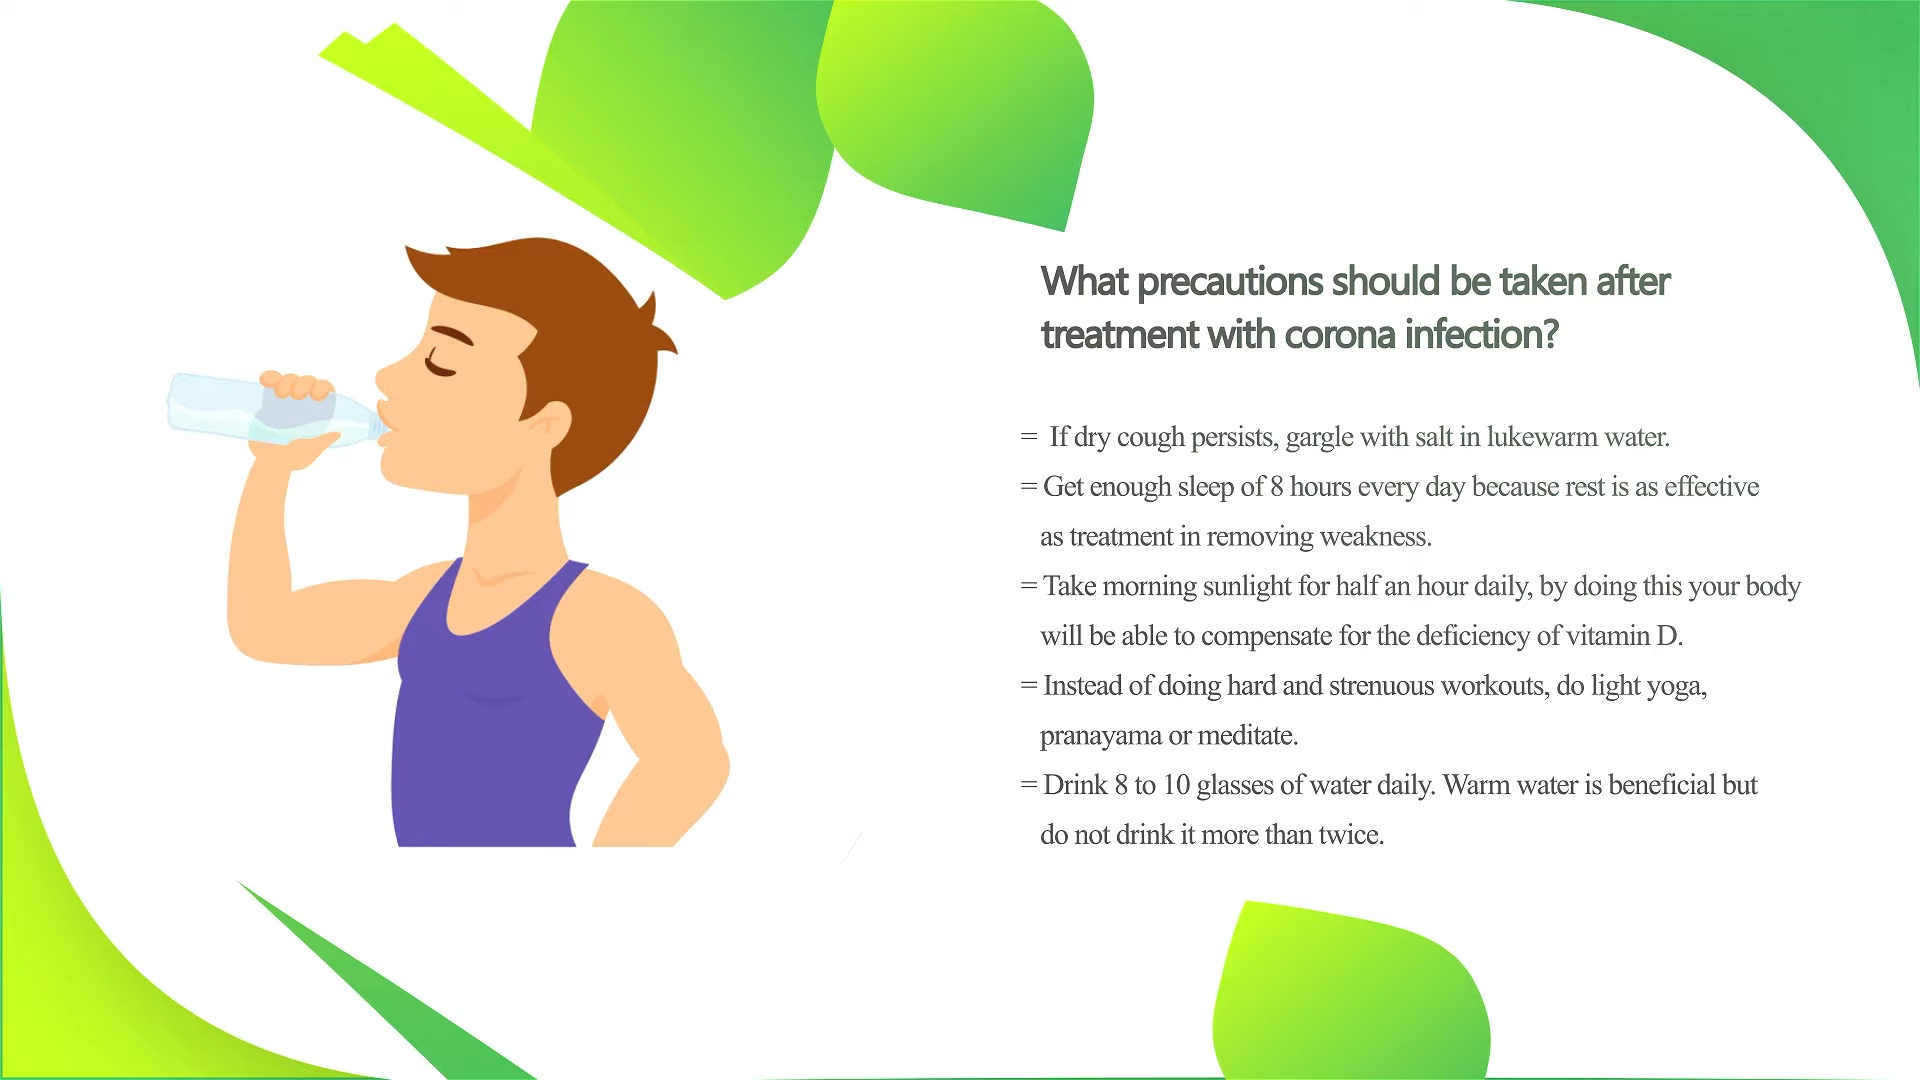 What precautions should be taken after
treatment with corona infection?
= If dry cough persists, gargle with salt in lukewarm water.
= Get enough sleep of 8 hours every day because rest is as effective
as treatment in removing weakness.
= Take morning sunlight for half an hour daily, by doing this your body
will be able to compensate for the deficiency of vitamin D.
= Instead of doing hard and strenuous workouts, do light yoga,
pranayama or meditate.
= Drink 8 to 10 glasses of water daily. Warm water is beneficial but
do not drink it more than twice.